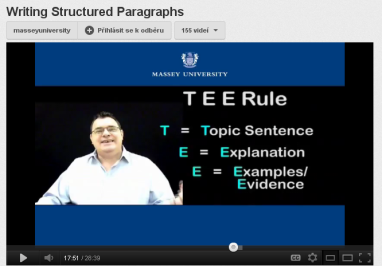 Writing Structured Paragraphs
masseyuniversity Přihlásit se k odběru 155 videí
MASSEY UNIVERSITY
T E E Rule
T = Topic Sentence
E = Explanation
E = Examples/
Evidence
17:51 / 26:39